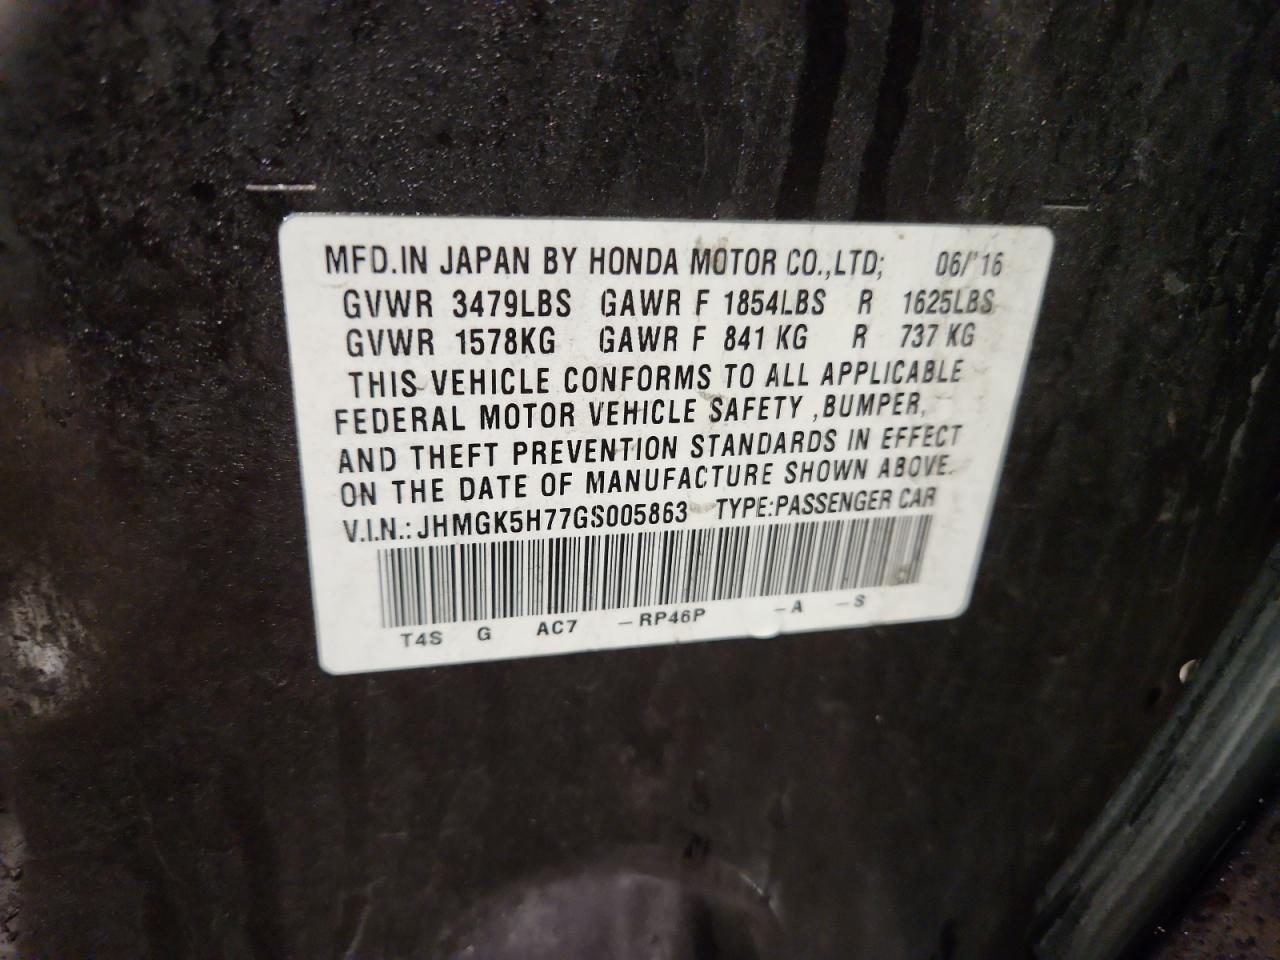 MFD.IN JAPAN BY HONDA MOTOR CO.,LTD; 06/'16
GVWR 3479LBS GAWR F 1854LBS R 1625LBS
GVWR 1578KG GAWR F 841 KG R 737 KG
THIS VEHICLE CONFORMS TO ALL APPLICABLE
FEDERAL MOTOR VEHICLE SAFETY ,BUMPER,
AND THEFT PREVENTION STANDARDS IN EFFECT
ON THE DATE OF MANUFACTURE SHOWN ABOVE.
V.I.N.: JHMGK5H77GS005863 TYPE:PASSENGER CAR
T4S G AC7 –RP46P –A –S